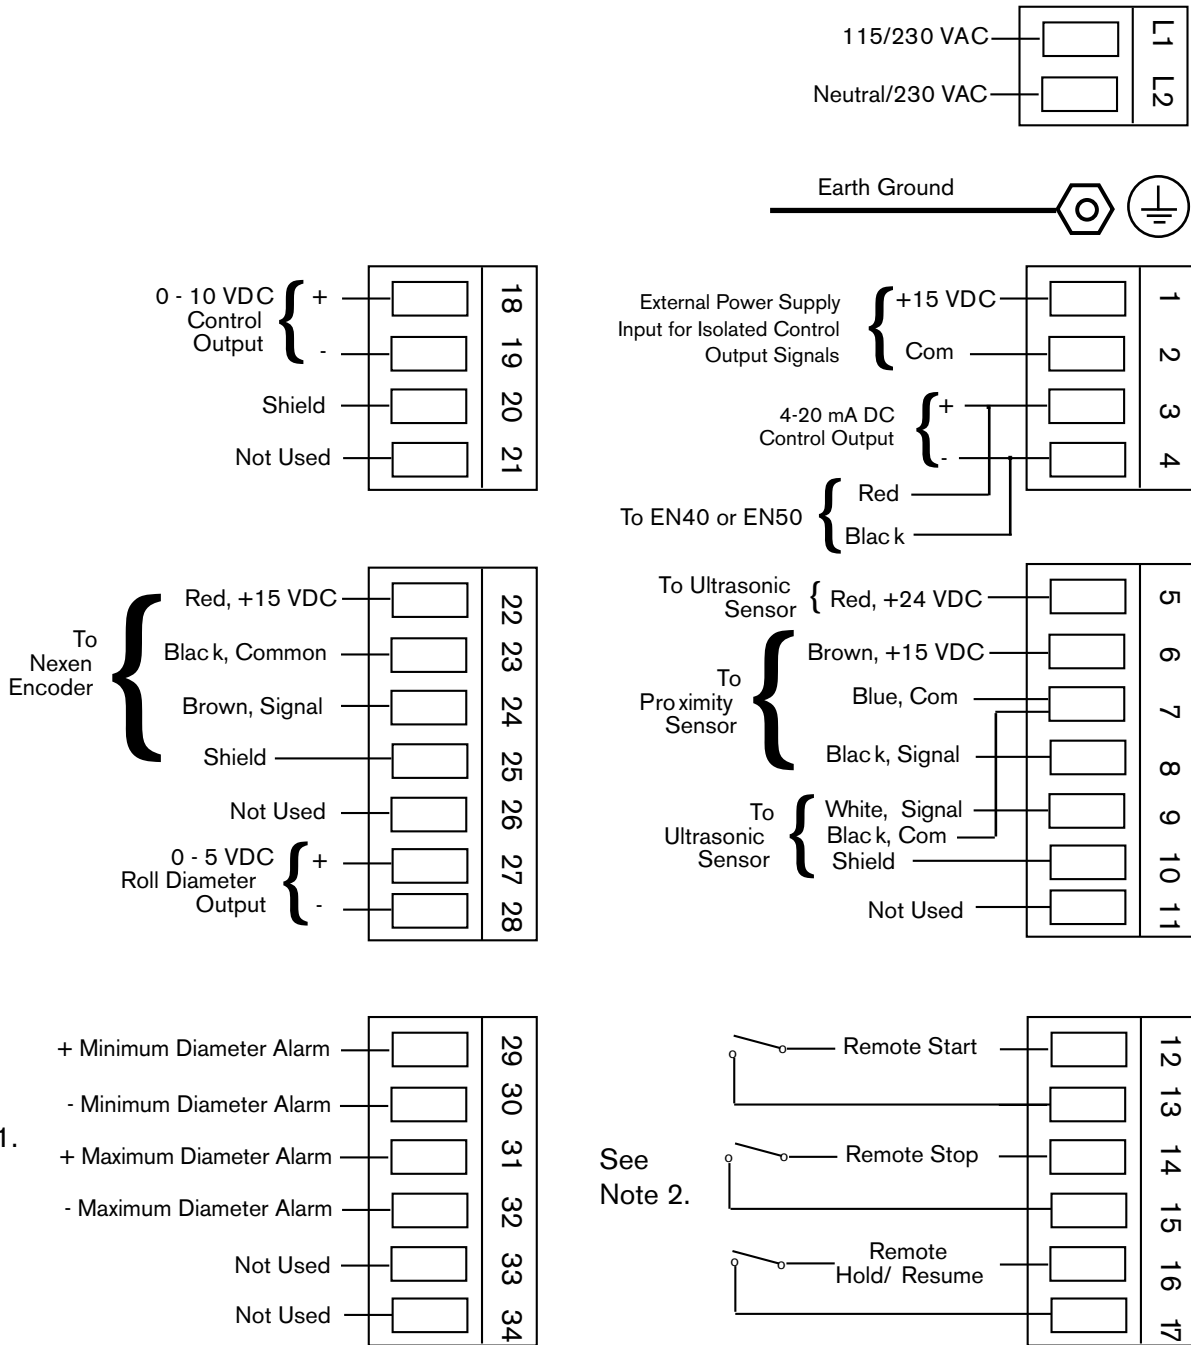 115/230 VAC
L1
Neutral/230 VAC
L2
Earth Ground
0 - 10 VDC
Control
Output
+
-
18
19
Shield
20
Not Used
21
External Power Supply
Input for Isolated Control
Output Signals
+15 VDC
1
Com
2
4-20 mA DC
Control Output
+
-
3
4
To EN40 or EN50
Red
Black
To
Nexen
Encoder
Red, +15 VDC
22
Black, Common
23
Brown, Signal
24
Shield
25
Not Used
26
0 - 5 VDC
Roll Diameter
Output
+
-
27
28
To Ultrasonic
Sensor
Red, +24 VDC
5
To
Proximity
Sensor
Brown, +15 VDC
6
Blue, Com
7
Black, Signal
8
To
Ultrasonic
Sensor
White, Signal
9
Black, Com
Shield
10
Not Used
11
1.
+ Minimum Diameter Alarm
29
- Minimum Diameter Alarm
30
+ Maximum Diameter Alarm
31
- Maximum Diameter Alarm
32
Not Used
33
Not Used
34
See
Note 2.
Remote Start
12
13
Remote Stop
14
15
Remote
Hold/ Resume
16
17